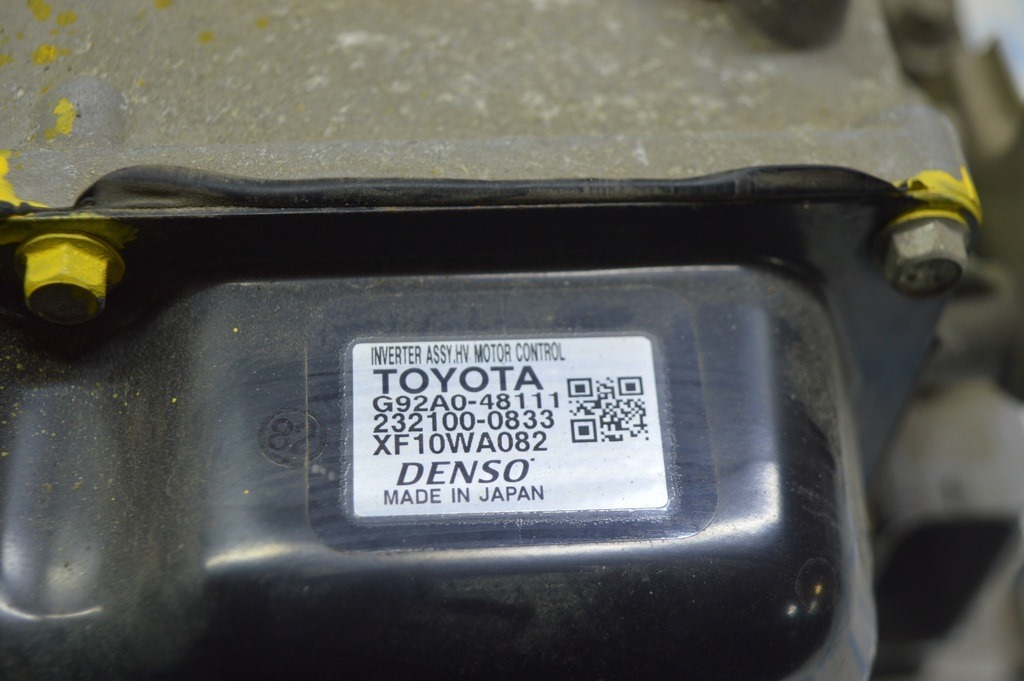 INVERTER ASSY,HV MOTOR CONTROL
TOYOTA
G92A0-48111
232100-0833
XF10WA082
DENSO
MADE IN JAPAN